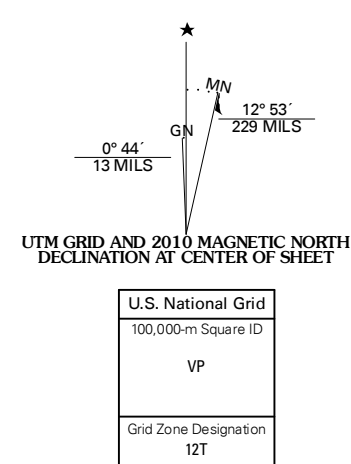 ★
MN
12° 53´
229 MILS
GN
0° 44´
13 MILS
UTM GRID AND 2010 MAGNETIC NORTH
DECLINATION AT CENTER OF SHEET
U.S. National Grid
100,000-m Square ID
VP
Grid Zone Designation
12T